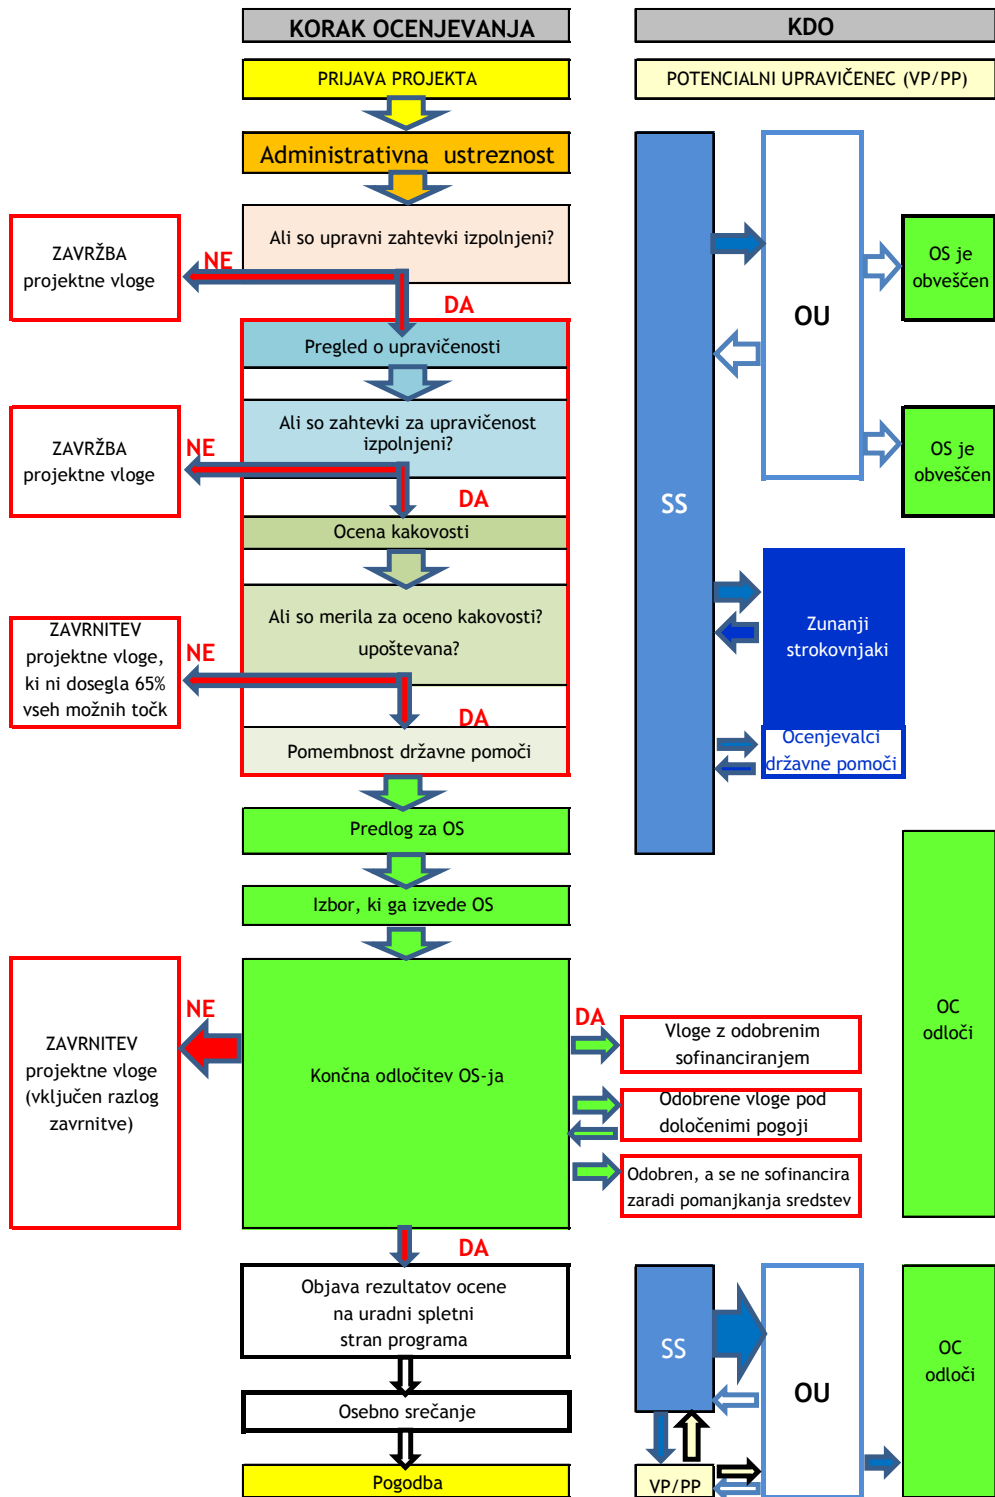 KORAK OCENJEVANJA
KDO
PRIJAVA PROJEKTA
POTENCIALNI UPRAVIČENEC (VP/PP)
Administrativna ustreznost
Ali so upravni zahtevki izpolnjeni?
ZAVRŽBA
projektne vloge
NE
DA
OS je
obveščen
OU
Pregled o upravičenosti
Ali so zahtevki za upravičenost
izpolnjeni?
ZAVRŽBA
projektne vloge
NE
DA
OS je
obveščen
SS
Ocena kakovosti
Ali so merila za oceno kakovosti?
upoštevana?
ZAVRNITEV
projektne vloge,
ki ni dosegla 65%
vseh možnih točk
NE
DA
Zunanji
strokovnjaki
Pomembnost državne pomoči
Ocenjevalci
državne pomoči
Predlog za OS
Izbor, ki ga izvede OS
NE
ZAVRNITEV
projektne vloge
(vključen razlog
zavrnitve)
Končna odločitev OS-ja
DA
Vloge z odobrenim
sofinanciranjem
Odobrene vloge pod
določenimi pogoji
Odobren, a se ne sofinancira
zaradi pomanjkanja sredstev
OC
odloči
DA
Objava rezultatov ocene
na uradni spletni
stran programa
SS
OU
OC
odloči
Osebno srečanje
Pogodba
VP/PP